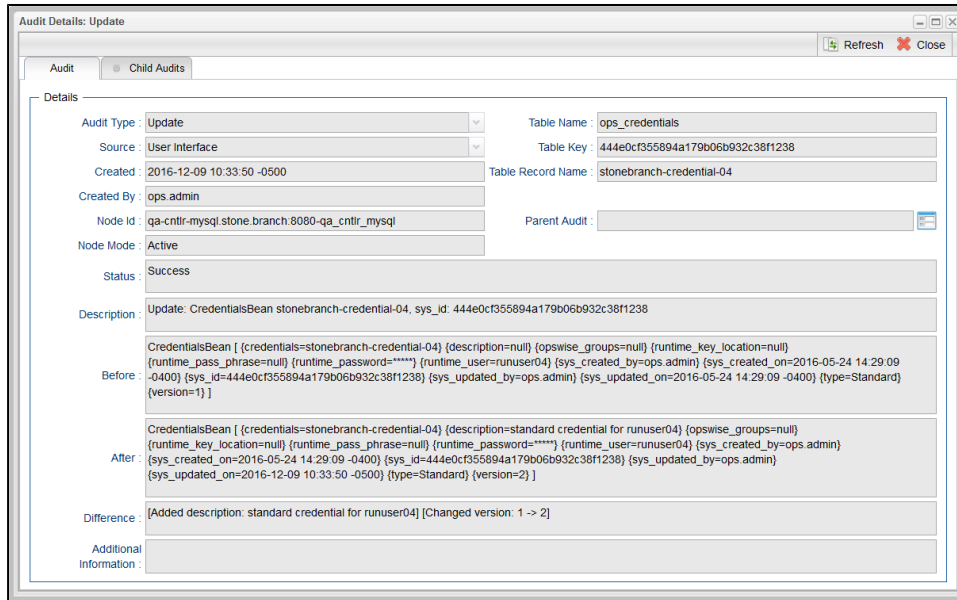 Audit Details: Update
Refresh Close
Audit Child Audits
Details
Audit Type : Update Table Name : ops_credentials
Source : User Interface Table Key : 444e0cf355894a179b06b932c38f1238
Created : 2016-12-09 10:33:50 -0500 Table Record Name : stonebranch-credential-04
Created By : ops.admin
Node Id : qa-cntlr-mysql.stone.branch:8080-qa_cntlr_mysql Parent Audit :
Node Mode : Active
Status : Success
Description : Update: CredentialsBean stonebranch-credential-04, sys_id: 444e0cf355894a179b06b932c38f1238
Before : CredentialsBean [ {credentials=stonebranch-credential-04} {description=null} {opswise_groups=null} {runtime_key_location=null}
{runtime_pass_phrase=null} {runtime_password=*****} {runtime_user=runuser04} {sys_created_by=ops.admin} {sys_created_on=2016-05-24 14:29:09
-0400} {sys_id=444e0cf355894a179b06b932c38f1238} {sys_updated_by=ops.admin} {sys_updated_on=2016-05-24 14:29:09 -0400} {type=Standard}
{version=1} ]
After : CredentialsBean [ {credentials=stonebranch-credential-04} {description=standard credential for runuser04} {opswise_groups=null}
{runtime_key_location=null} {runtime_pass_phrase=null} {runtime_password=*****} {runtime_user=runuser04} {sys_created_by=ops.admin}
{sys_created_on=2016-05-24 14:29:09 -0400} {sys_id=444e0cf355894a179b06b932c38f1238} {sys_updated_by=ops.admin}
{sys_updated_on=2016-12-09 10:33:50 -0500} {type=Standard} {version=2} ]
Difference : [Added description: standard credential for runuser04] [Changed version: 1 -> 2]
Additional
Information :